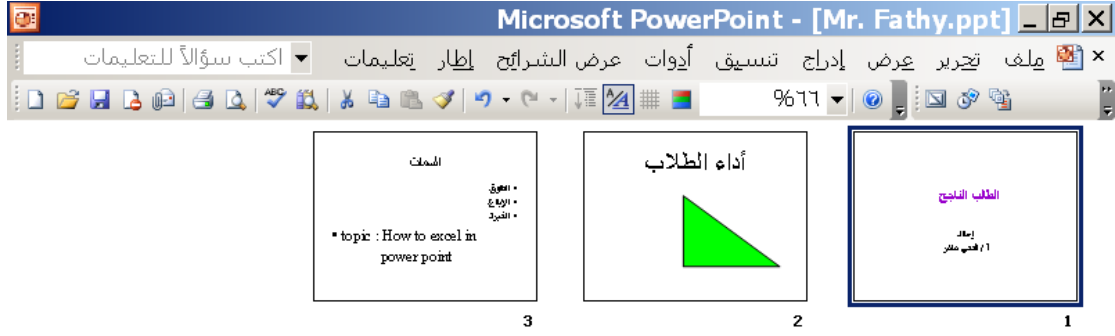 Microsoft PowerPoint - [Mr. Fathy.ppt]
ملف تحرير عرض إدراج تنسيق أدوات عرض الشرائح إطار تعليمات اكتب سؤالاً للتعليمات
%٦٦
الطالب الناجح
إعداد
أ / فتحي
1
أداء الطلاب
2
السمات
• التفوق
• الإبداع
• التميز
• topic : How to excel in
power point
3